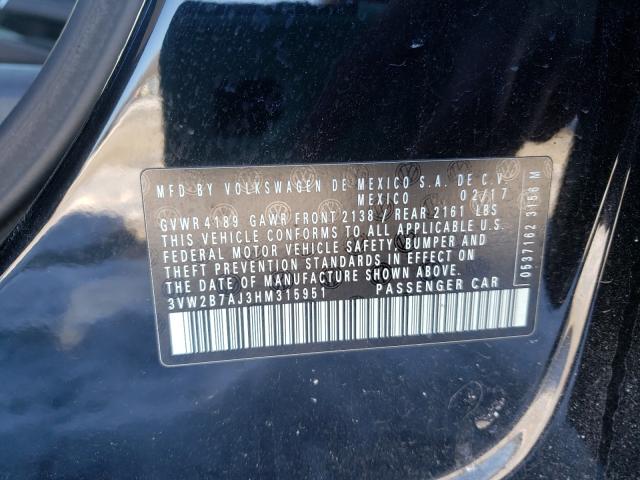 MFD BY VOLKSWAGEN DE MEXICO S.A. DE C.V
MEXICO 02/17
GVWR 4189 GAWR FRONT 2138 REAR 2161 LBS
THIS VEHICLE CONFORMS TO ALL APPLICABLE U.S.
FEDERAL MOTOR VEHICLE SAFETY, BUMPER AND
THEFT PREVENTION STANDARDS IN EFFECT ON
THE DATE OF MANUFACTURE SHOWN ABOVE.
3VW2B7AJ3HM315951 PASSENGER CAR
0537162 3158 M